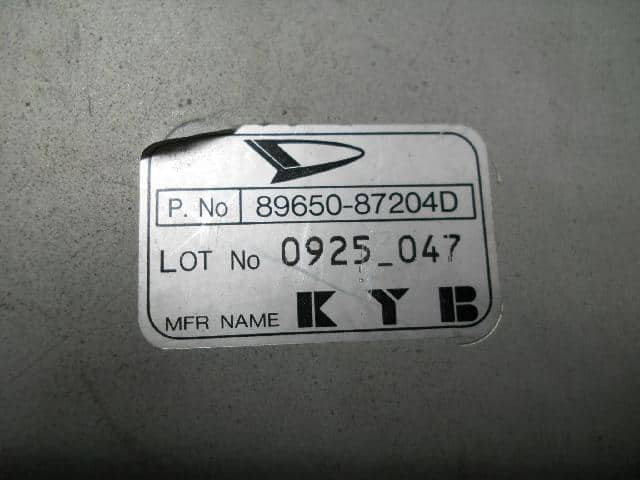 P. No 89650-87204D
LOT No 0925_047
MFR NAME KYB